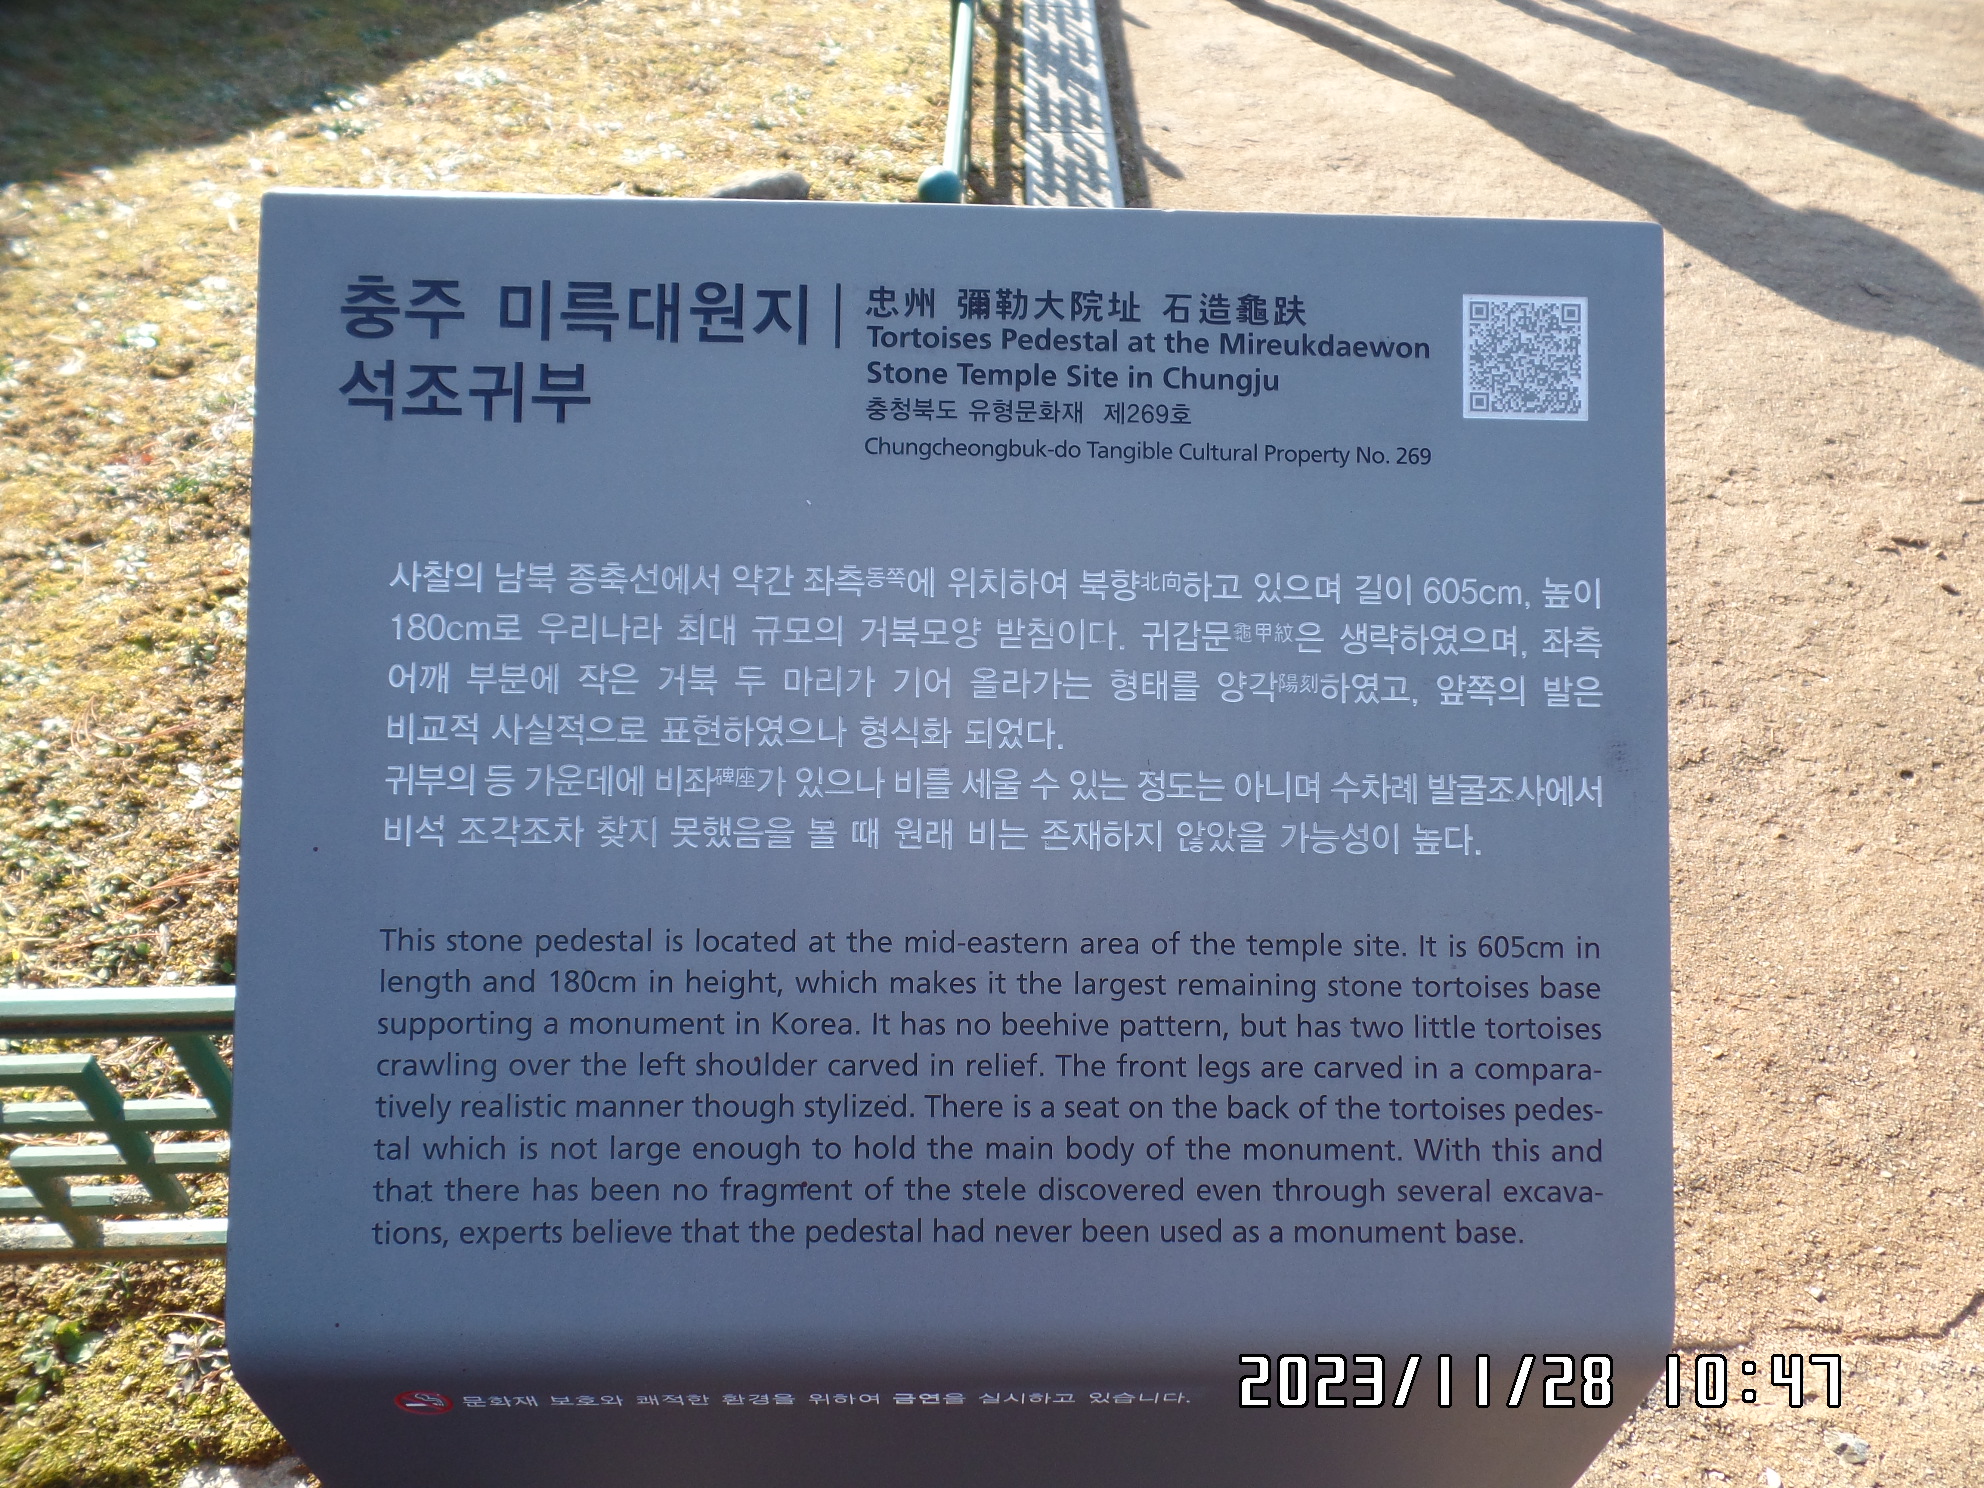 충주 미륵대원지
석조귀부
忠州 彌勒大院址 石造龜趺
Tortoises Pedestal at the Mireukdaewon
Stone Temple Site in Chungju
충청북도 유형문화재 제269호
Chungcheongbuk-do Tangible Cultural Property No. 269
사찰의 남북 종축선에서 약간 좌측동쪽에 위치하여 북향北向하고 있으며 길이 605cm, 높이
180cm로 우리나라 최대 규모의 거북모양 받침이다. 귀갑문龜甲紋은 생략하였으며, 좌측
어깨 부분에 작은 거북 두 마리가 기어 올라가는 형태를 양각陽刻하였고, 앞쪽의 발은
비교적 사실적으로 표현하였으나 형식화 되었다.
귀부의 등 가운데에 비좌碑座가 있으나 비를 세울 수 있는 정도는 아니며 수차례 발굴조사에서
비석 조각조차 찾지 못했음을 볼 때 원래 비는 존재하지 않았을 가능성이 높다.
This stone pedestal is located at the mid-eastern area of the temple site. It is 605cm in
length and 180cm in height, which makes it the largest remaining stone tortoises base
supporting a monument in Korea. It has no beehive pattern, but has two little tortoises
crawling over the left shoulder carved in relief. The front legs are carved in a compara-
tively realistic manner though stylized. There is a seat on the back of the tortoises pedes-
tal which is not large enough to hold the main body of the monument. With this and
that there has been no fragment of the stele discovered even through several excava-
tions, experts believe that the pedestal had never been used as a monument base.
문화재 보호와 쾌적한 환경을 위하여 금연을 실시하고 있습니다.
2023/11/28 10:47